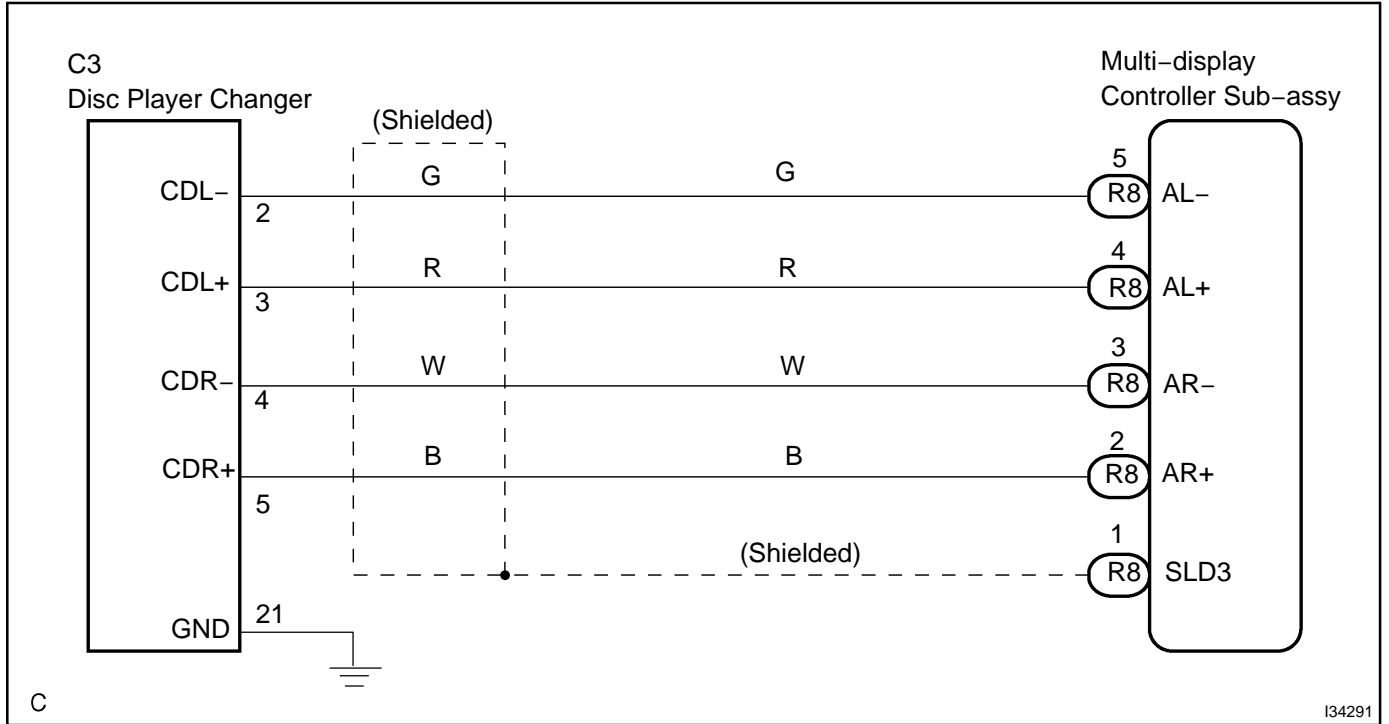 C3
Disc Player Changer
Multi−display
Controller Sub−assy
(Shielded)
CDL−
2
G
G
5
R8
AL−
CDL+
3
R
R
4
R8
AL+
CDR−
4
W
W
3
R8
AR−
CDR+
5
B
B
2
R8
AR+
(Shielded)
1
R8
SLD3
GND
21
C
I34291